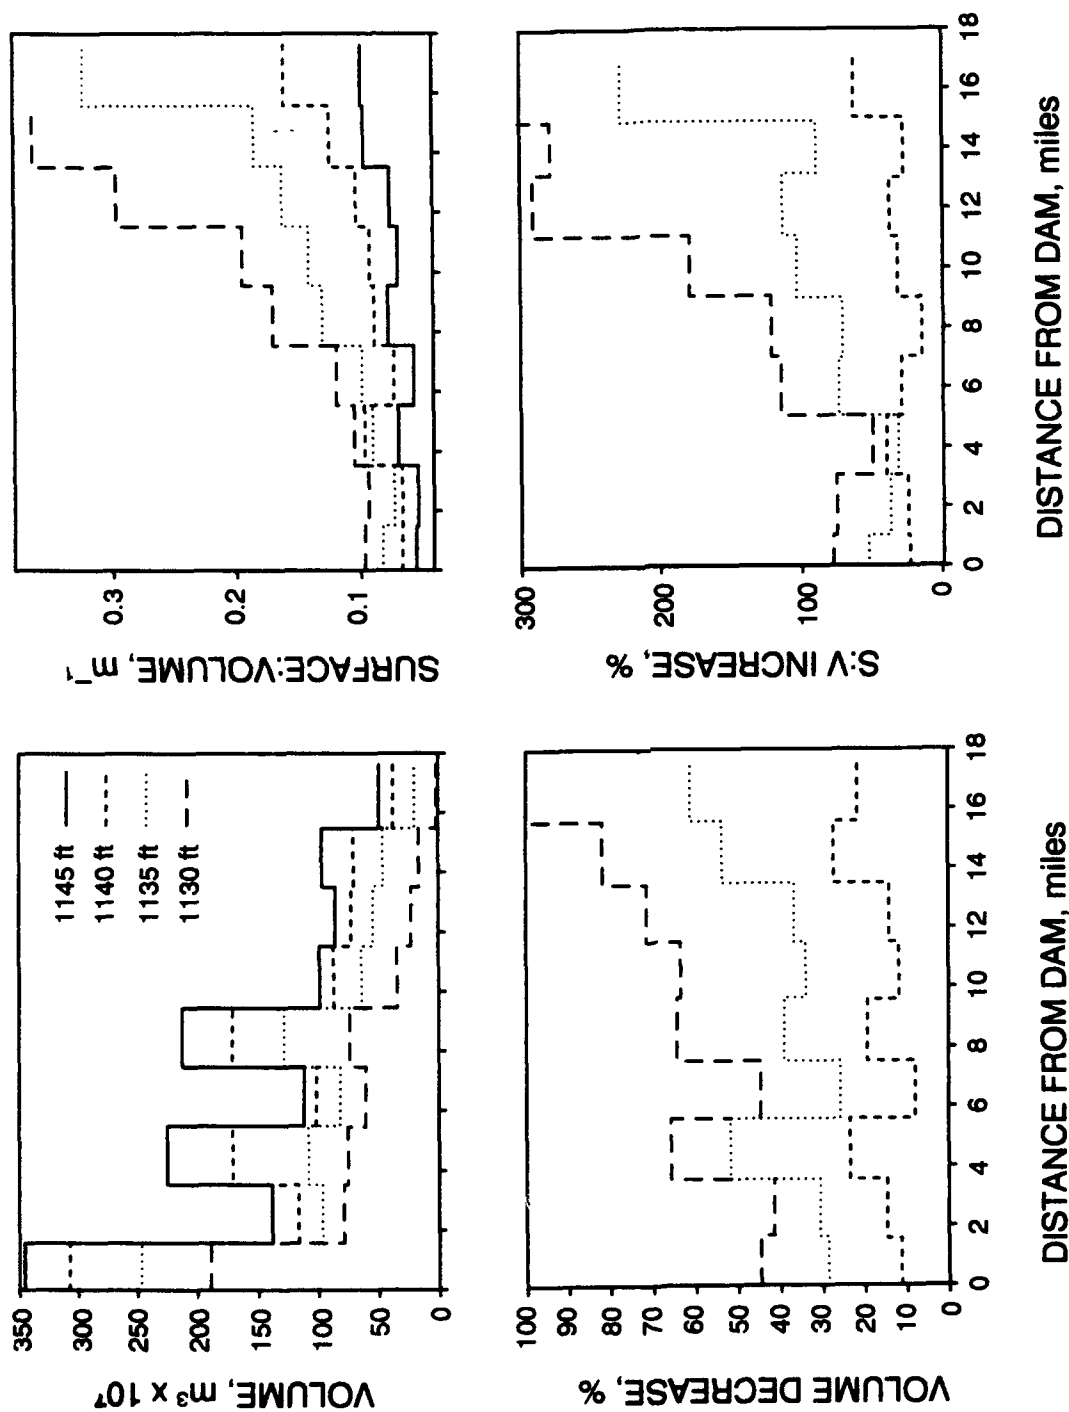 350
300
250
200
150
100
50
0
VOLUME, m³ x 10⁷
1145 ft
1140 ft
1135 ft
1130 ft
0.3
0.2
0.1
SURFACE:VOLUME, m⁻¹
100
90
80
70
60
50
40
30
20
10
0
VOLUME DECREASE, %
0 2 4 6 8 10 12 14 16 18
DISTANCE FROM DAM, miles
300
200
100
0
S:V INCREASE, %
0 2 4 6 8 10 12 14 16 18
DISTANCE FROM DAM, miles